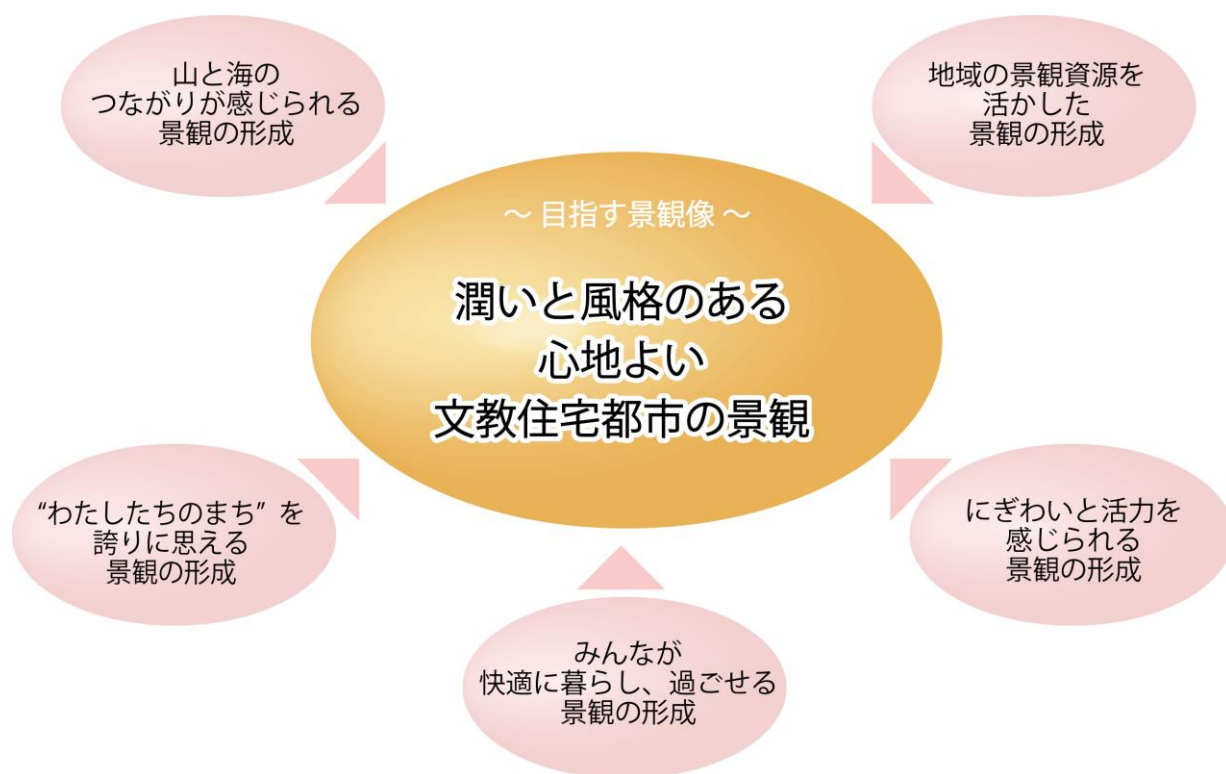 山と海の
つながりが感じられる
景観の形成
地域の景観資源を
活かした
景観の形成
～ 目指す景観像 ～
潤いと風格のある
心地よい
文教住宅都市の景観
“わたしたちのまち”を
誇りに思える
景観の形成
にぎわいと活力を
感じられる
景観の形成
みんなが
快適に暮らし、過ごせる
景観の形成